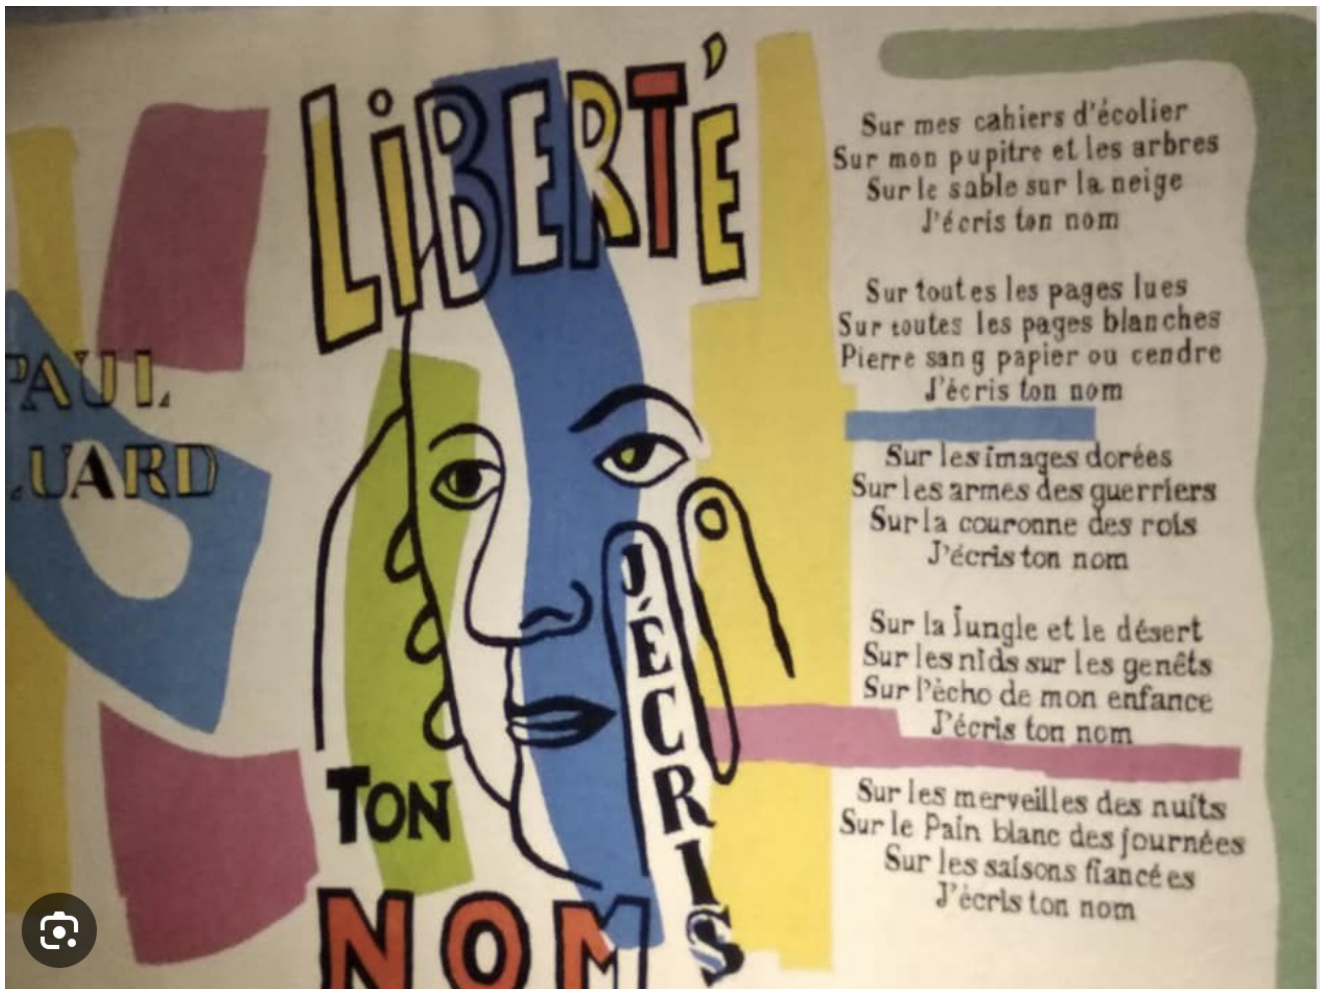 LiBERTÉ
PAUL
LUARD
J'ÉCRIS
TON
NOM
Sur mes cahiers d'écolier
Sur mon pupitre et les arbres
Sur le sable sur la neige
J'écris ton nom
Sur toutes les pages lues
Sur toutes les pages blanches
Pierre sang papier ou cendre
J'écris ton nom
Sur les images dorées
Sur les armes des guerriers
Sur la couronne des rois
J'écris ton nom
Sur la Jungle et le désert
Sur les nids sur les genêts
Sur l'ècho de mon enfance
J'écris ton nom
Sur les merveilles des nuits
Sur le Pain blanc des journées
Sur les saisons fiancées
J'écris ton nom